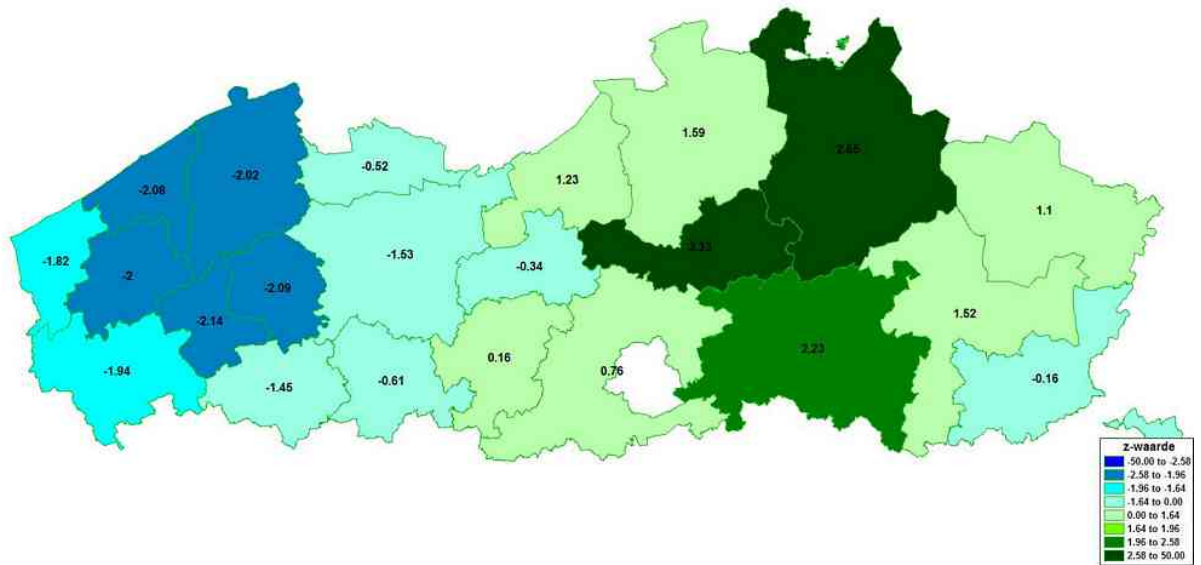 1.59
2.65
-2.02
-0.52
-2.08
1.23
1.1
-1.82
-2
-1.53
-0.34
3.33
-2.09
-2.14
1.52
2.23
0.16
0.76
-1.94
-1.45
-0.61
-0.16
z-waarde
-50.00 to -2.58
-2.58 to -1.96
-1.96 to -1.64
-1.64 to 0.00
0.00 to 1.64
1.64 to 1.96
1.96 to 2.58
2.58 to 50.00